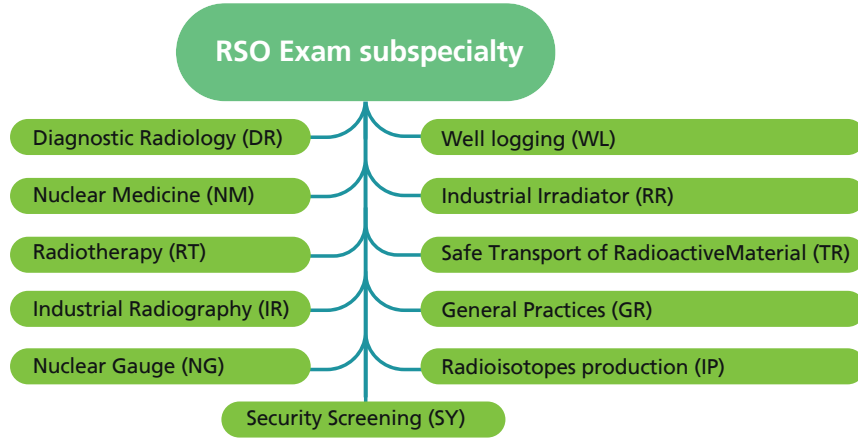 RSO Exam subspecialty
Diagnostic Radiology (DR)
Nuclear Medicine (NM)
Radiotherapy (RT)
Industrial Radiography (IR)
Nuclear Gauge (NG)
Well logging (WL)
Industrial Irradiator (RR)
Safe Transport of RadioactiveMaterial (TR)
General Practices (GR)
Radioisotopes production (IP)
Security Screening (SY)